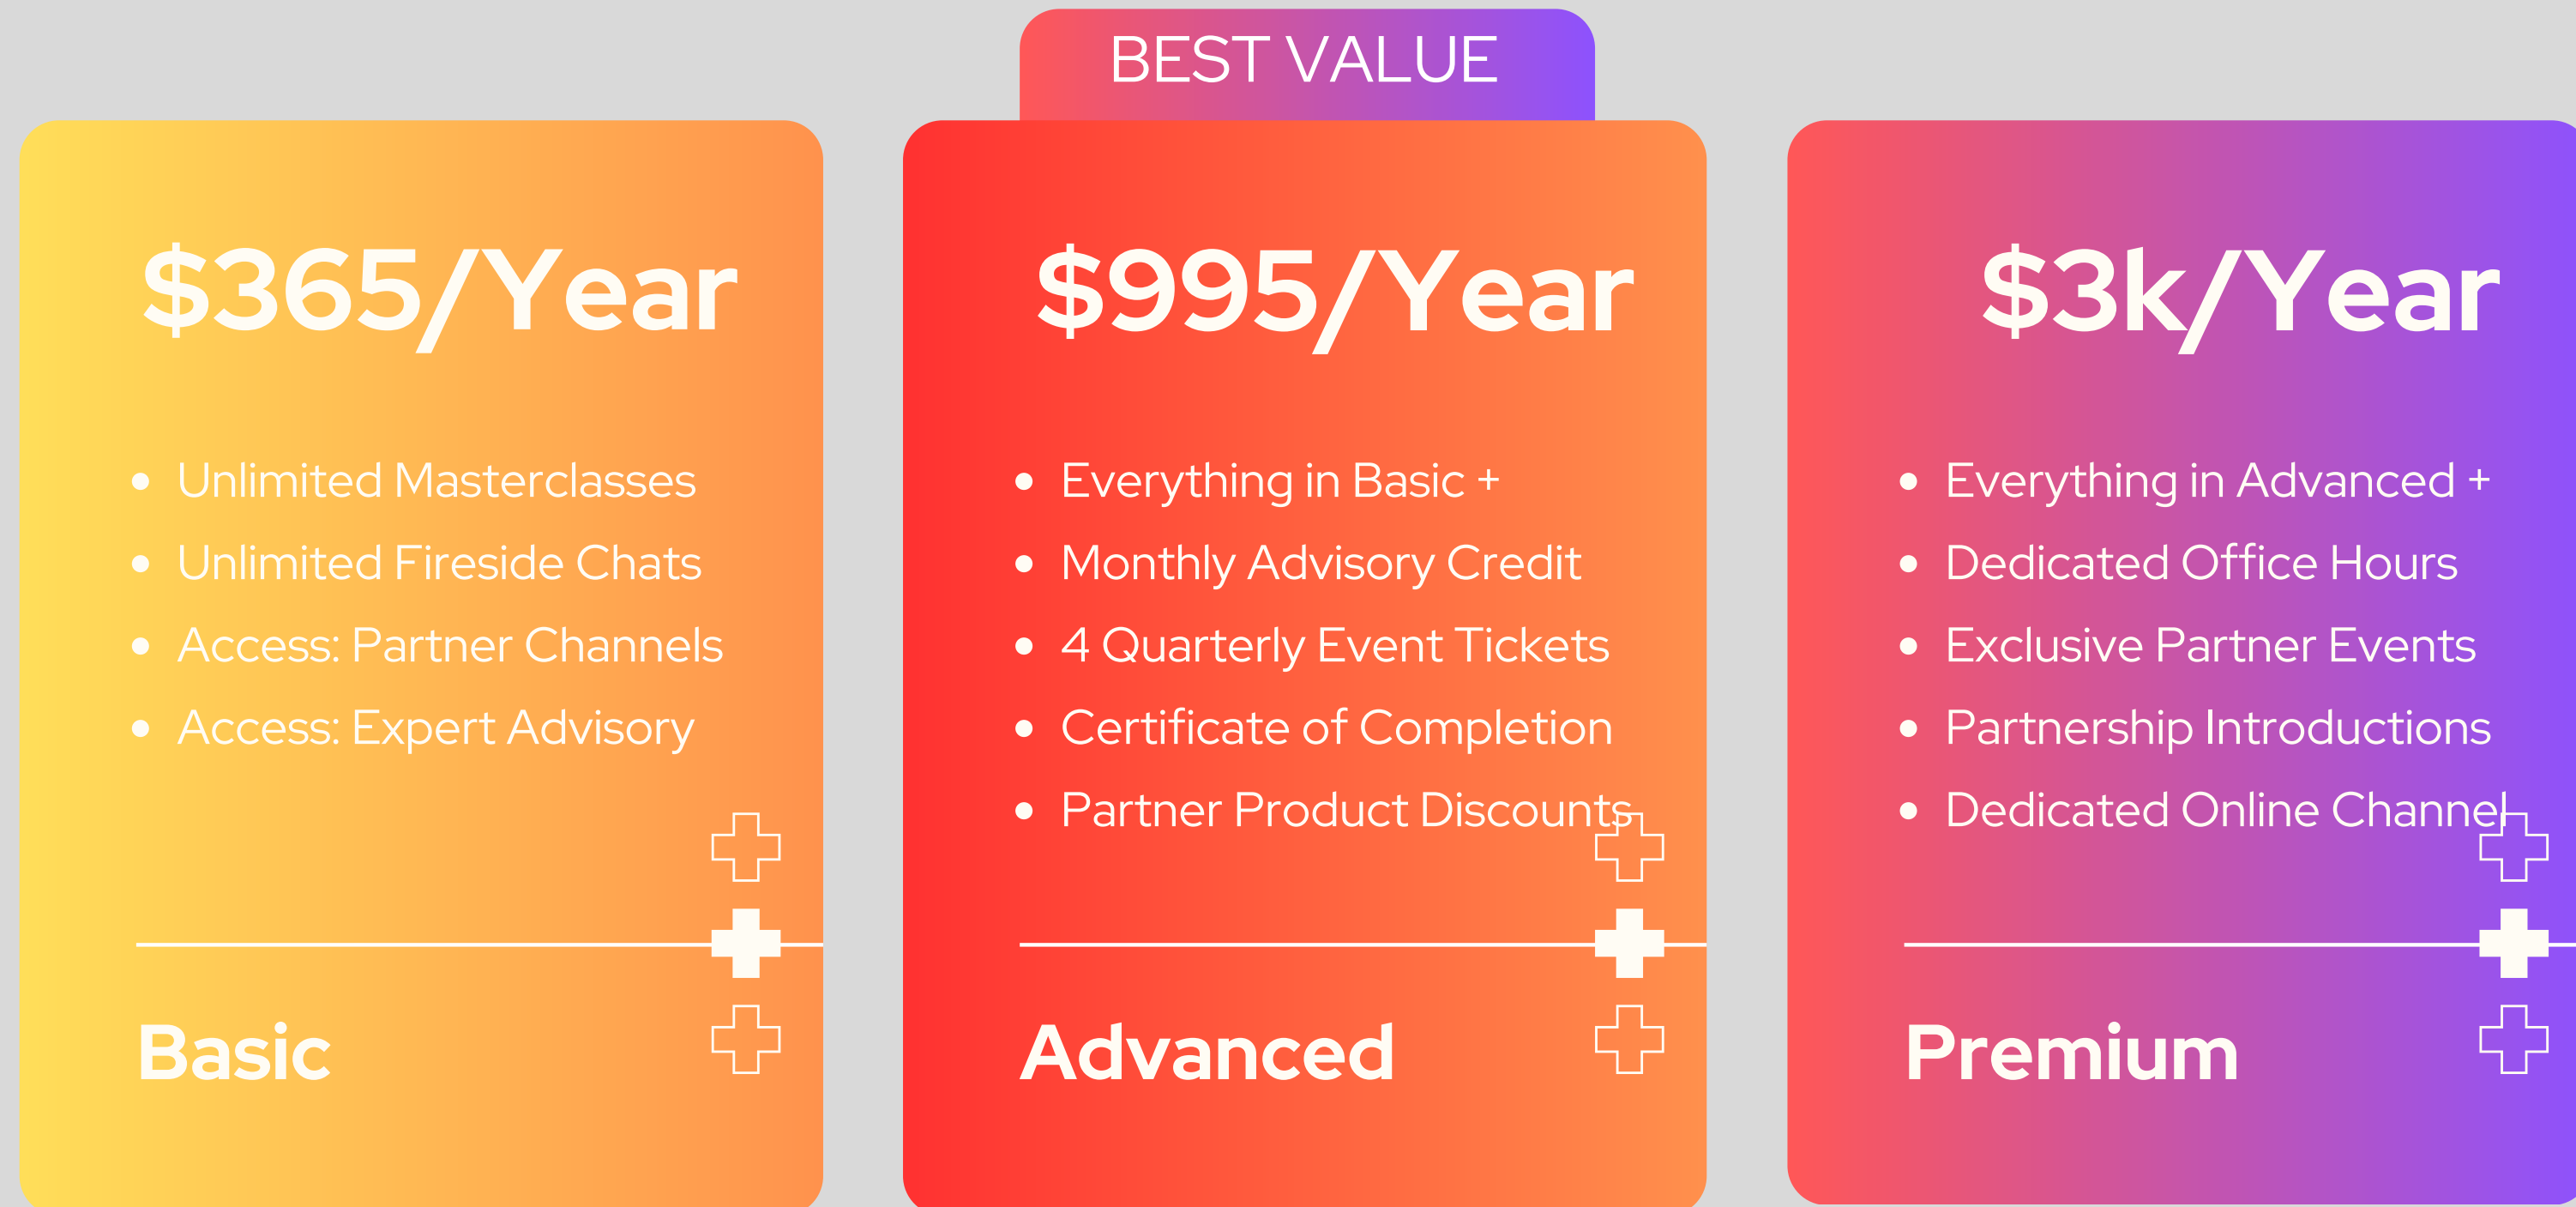 BEST VALUE
$365/Year
• Unlimited Masterclasses
• Unlimited Fireside Chats
• Access: Partner Channels
• Access: Expert Advisory
Basic
$995/Year
• Everything in Basic +
• Monthly Advisory Credit
• 4 Quarterly Event Tickets
• Certificate of Completion
• Partner Product Discounts
Advanced
$3k/Year
• Everything in Advanced +
• Dedicated Office Hours
• Exclusive Partner Events
• Partnership Introductions
• Dedicated Online Channel
Premium